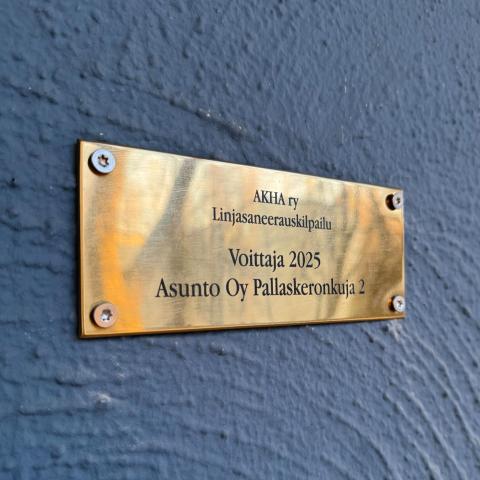 AKHA ry
Linjasaneerauskilpailu
Voittaja 2025
Asunto Oy Pallaskeronkuja 2